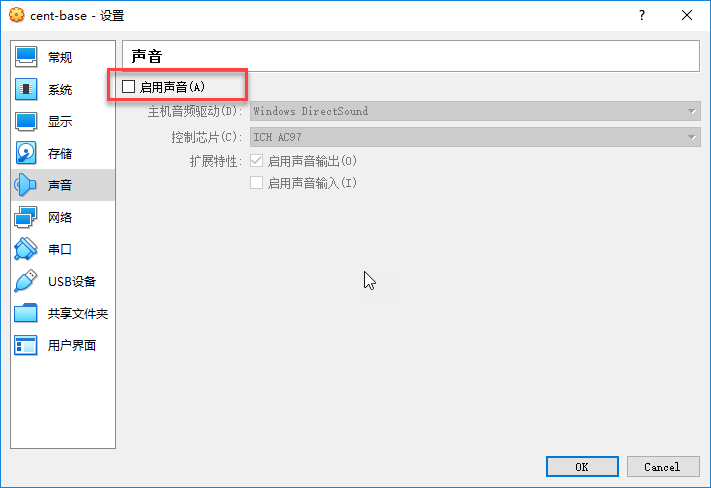 cent-base - 设置
常规
系统
显示
存储
声音
网络
串口
USB设备
共享文件夹
用户界面
声音
启用声音(A)
主机音频驱动(D): Windows DirectSound
控制芯片(C): ICH AC97
扩展特性: 启用声音输出(O)
启用声音输入(I)
OK Cancel